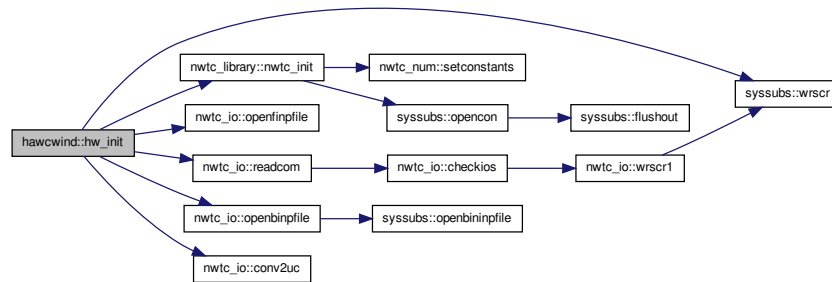 nwtc_library::nwtc_init
nwtc_num::setconstants
syssubs::wrscr
nwtc_io::openfinpfile
syssubs::opencon
syssubs::flushout
hawcwind::hw_init
nwtc_io::readcom
nwtc_io::checkios
nwtc_io::wrscr1
nwtc_io::openbinpfile
syssubs::openbininpfile
nwtc_io::conv2uc